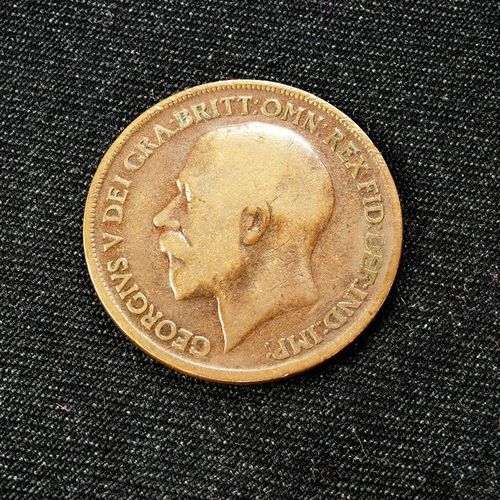 GEORGIVS V DEI GRA:BRITT:OMN:REX FID:DEF:IND:IMP: